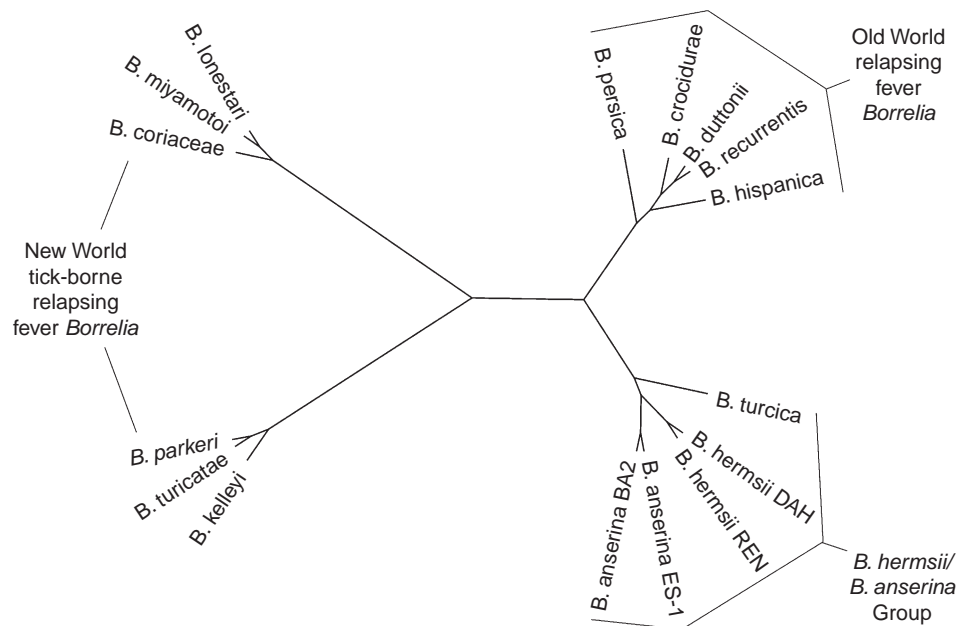 B. lonestari
B. miyamotoi
B. coriaceae
New World
tick-borne
relapsing
fever Borrelia
B. parkeri
B. turicatae
B. kelleyi
B. persica
B. crocidurae
B. duttonii
B. recurrentis
B. hispanica
Old World
relapsing
fever
Borrelia
B. turcica
B. hermsii DAH
B. hermsii REN
B. anserina ES-1
B. anserina BA2
B. hermsii/
B. anserina
Group